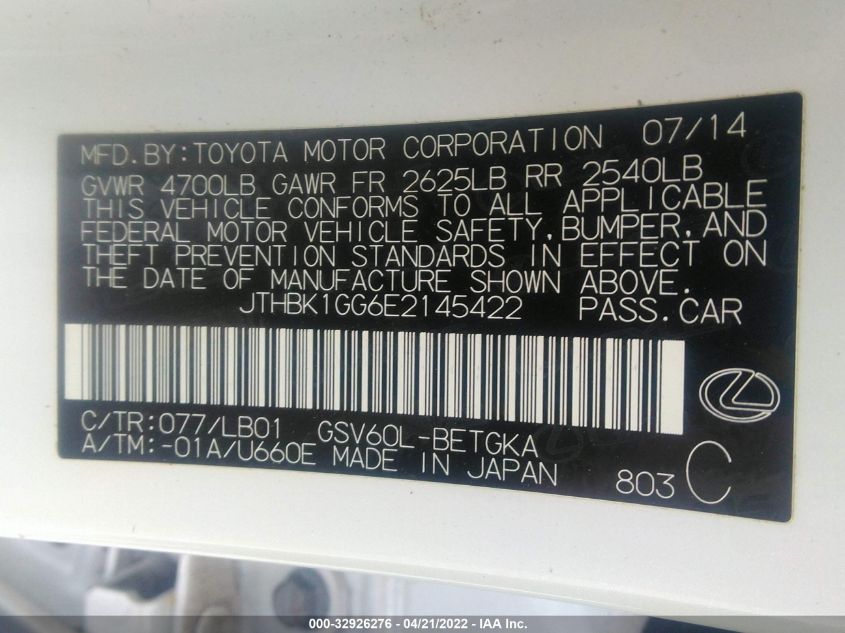 MFD.BY:TOYOTA MOTOR CORPORATION 07/14
GVWR 4700LB GAWR FR 2625LB RR 2540LB
THIS VEHICLE CONFORMS TO ALL APPLICABLE
FEDERAL MOTOR VEHICLE SAFETY, BUMPER, AND
THEFT PREVENTION STANDARDS IN EFFECT ON
THE DATE OF MANUFACTURE SHOWN ABOVE.
JTHBK1GG6E2145422 PASS.CAR
C/TR:077/LB01 GSV60L-BETGKA
A/TM:-01A/U660E MADE IN JAPAN
803 C
000-32926276 - 04/21/2022 - IAA Inc.